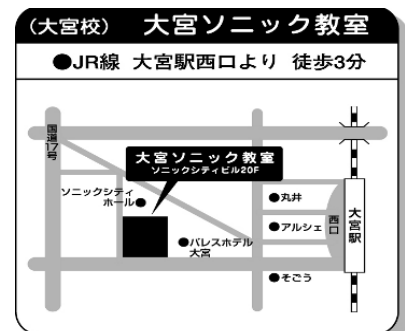 (大宮校) 大宮ソニック教室
●JR線 大宮駅西口より 徒歩3分
国道17号
大宮ソニック教室
ソニックシティビル20F
ソニックシティ
ホール●
●丸井
●アルシェ
西口
大宮駅
●パレスホテル
大宮
●そごう